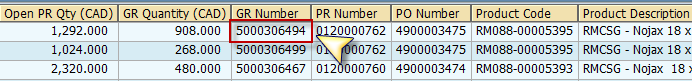 Open PR Qty (CAD) GR Quantity (CAD) GR Number PR Number PO Number Product Code Product Description
1,292.000 908.000 5000306494 0120000762 4900003475 RM088-00005395 RMCSG - Nojax 18 x
1,024.000 268.000 5000306499 0120000762 4900003475 RM088-00005395 RMCSG - Nojax 18 x
2,320.000 480.000 5000306467 0120000760 4900003474 RM088-00005393 RMCSG - Nojax 18 x